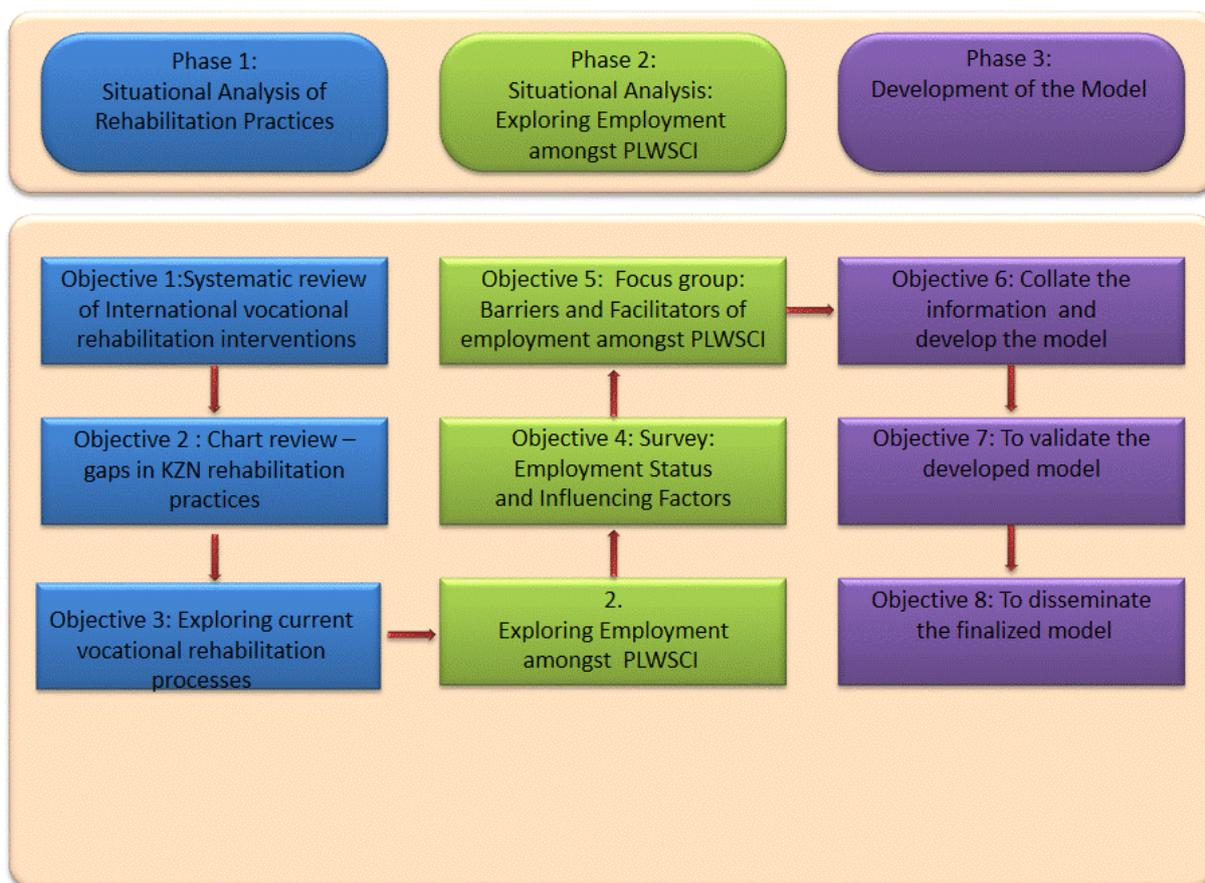 Phase 1:
Situational Analysis of
Rehabilitation Practices
Phase 2:
Situational Analysis:
Exploring Employment
amongst PLWSCI
Phase 3:
Development of the Model
Objective 1:Systematic review
of International vocational
rehabilitation interventions
Objective 2 : Chart review –
gaps in KZN rehabilitation
practices
Objective 3: Exploring current
vocational rehabilitation
processes
Objective 5:  Focus group:
Barriers and Facilitators of
employment amongst PLWSCI
Objective 4: Survey:
Employment Status
and Influencing Factors
2.
Exploring Employment
amongst  PLWSCI
Objective 6: Collate the
information  and
develop the model
Objective 7: To validate the
developed model
Objective 8: To disseminate
the finalized model